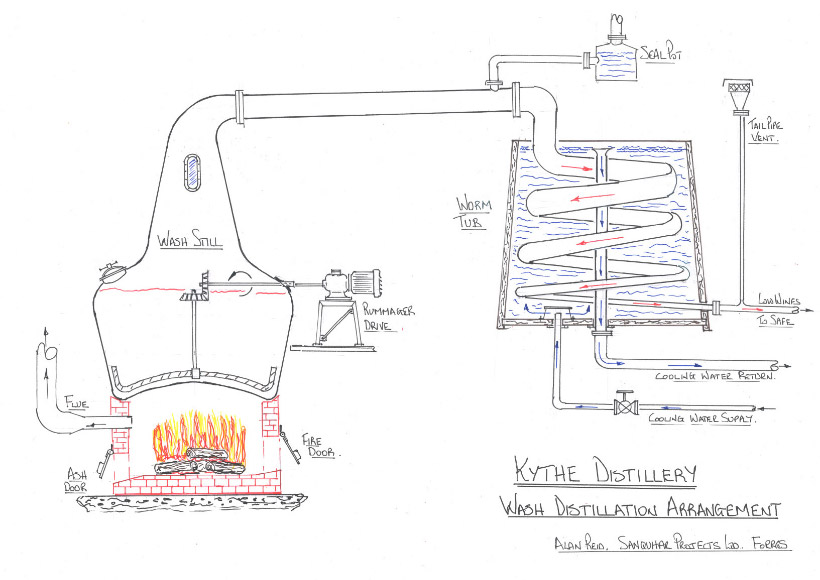 SEAL POT
TAIL PIPE
VENT.
WORM
TUB
WASH STILL
RUMMAGER
DRIVE.
LOW WINES
TO SAFE
COOLING WATER RETURN.
COOLING WATER SUPPLY.
FLUE
FIRE
DOOR.
ASH
DOOR
KYTHE DISTILLERY
WASH DISTILLATION ARRANGEMENT
ALAN REID. SANQUHAR PROJECTS LTD. FORRES